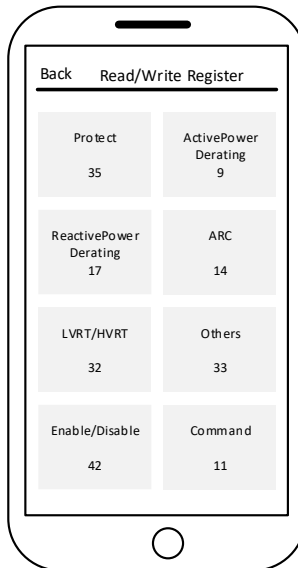 Back Read/Write Register
Protect
35
ActivePower
Derating
9
ReactivePower
Derating
17
ARC
14
LVRT/HVRT
32
Others
33
Enable/Disable
42
Command
11